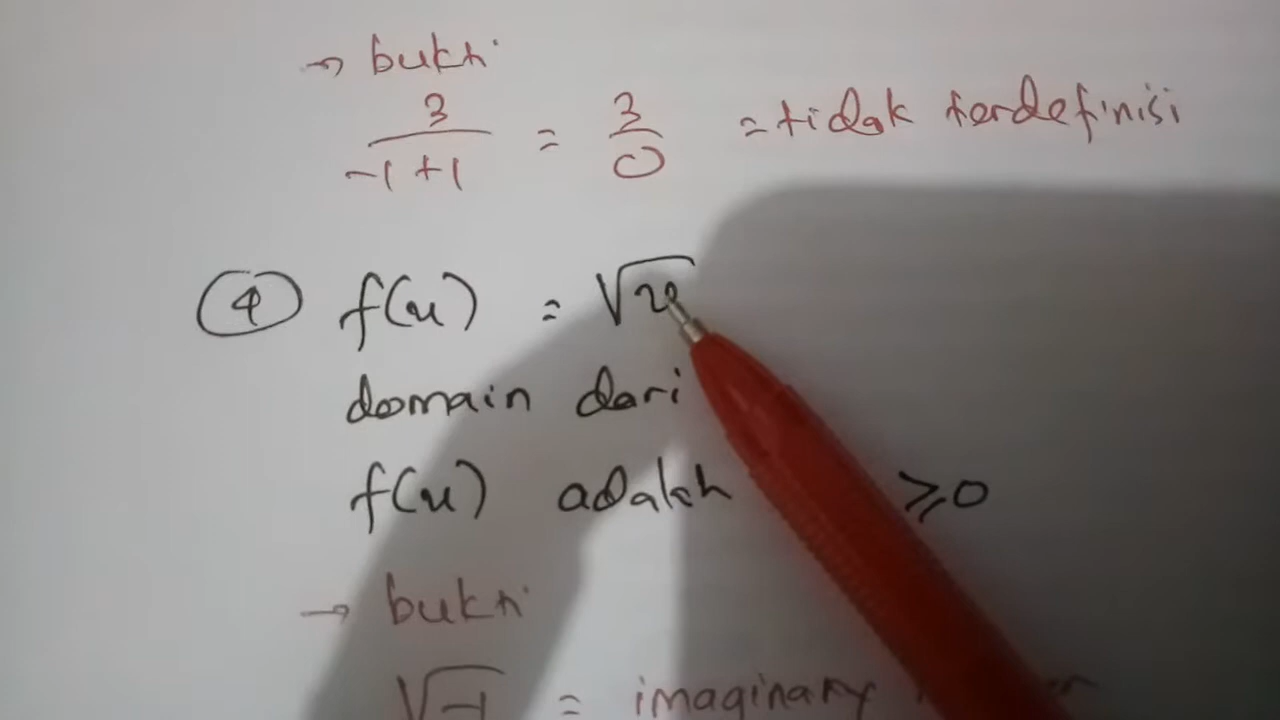 → bukti
3/(-1+1) = 3/0 = tidak terdefinisi
④ f(x) = √x
domain dari
f(x) adalah ≥0
→ bukti
√-1 = imaginary